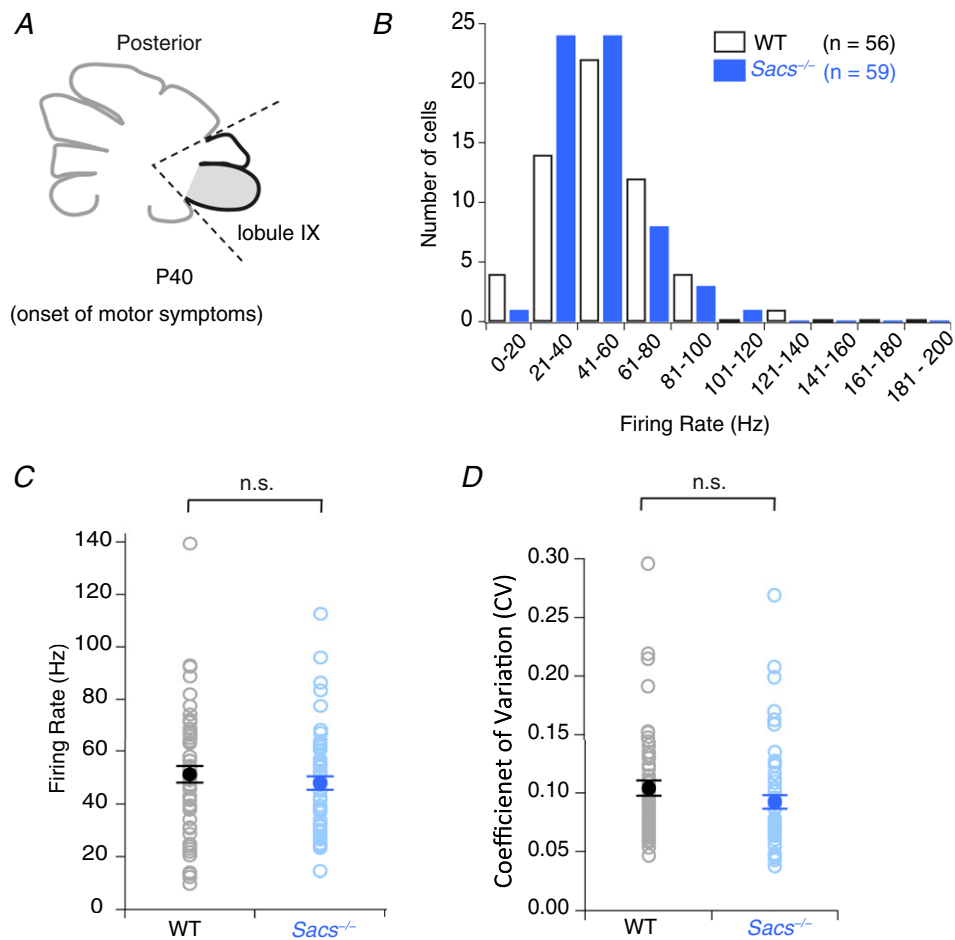 A
Posterior
lobule IX
P40
(onset of motor symptoms)
B
Number of cells
25
20
15
10
5
0
WT (n = 56)
Sacs–/– (n = 59)
0-20
21-40
41-60
61-80
81-100
101-120
121-140
141-160
161-180
181 - 200
Firing Rate (Hz)
C
n.s.
Firing Rate (Hz)
140
120
100
80
60
40
20
0
WT
Sacs–/–
D
n.s.
Coefficienet of Variation (CV)
0.30
0.25
0.20
0.15
0.10
0.05
0.00
WT
Sacs–/–